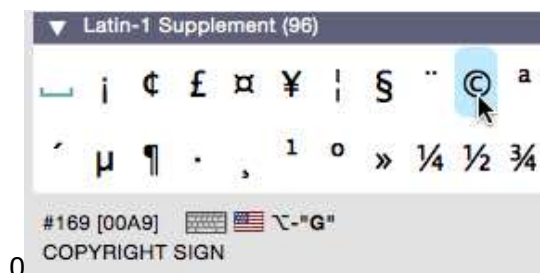 ▼ Latin-1 Supplement (96)
¡ ¢ £ ¤ ¥ ¦ § ¨ © ª
´ µ ¶ · ¸ ¹ º » ¼ ½ ¾
#169 [00A9] ⌥-"G"
COPYRIGHT SIGN
0